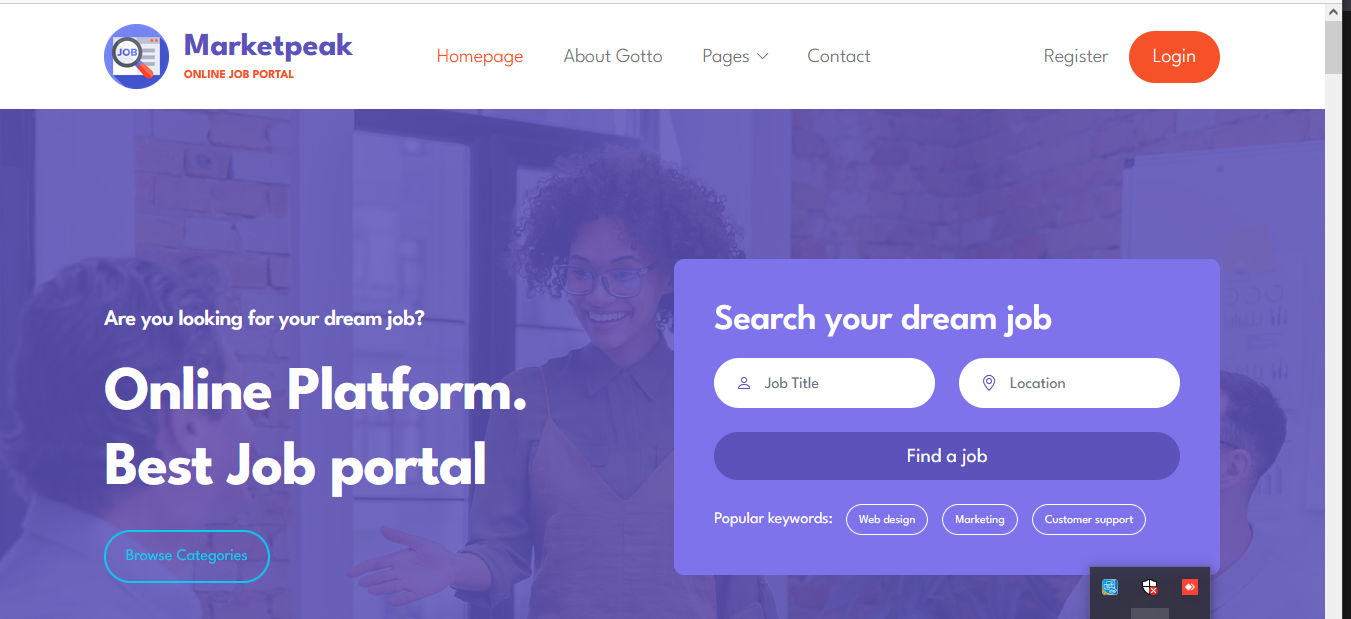 JOB
Marketpeak
ONLINE JOB PORTAL
Homepage
About Gotto
Pages
Contact
Register
Login
Are you looking for your dream job?
Online Platform.
Best Job portal
Browse Categories
Search your dream job
Job Title
Location
Find a job
Popular keywords:
Web design
Marketing
Customer support